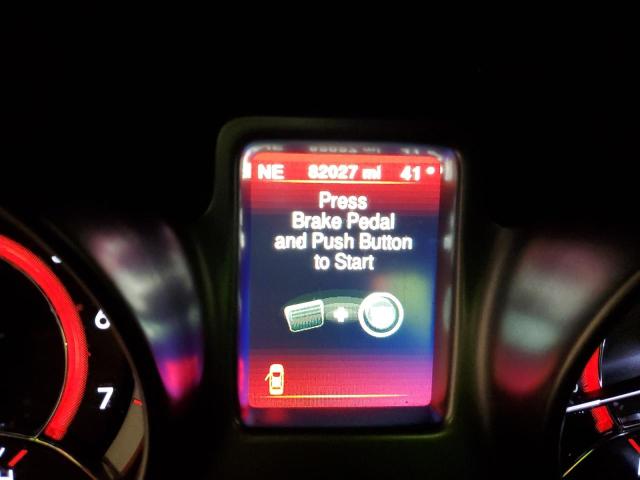 NE 82027 mi 41°
Press
Brake Pedal
and Push Button
to Start
6
7